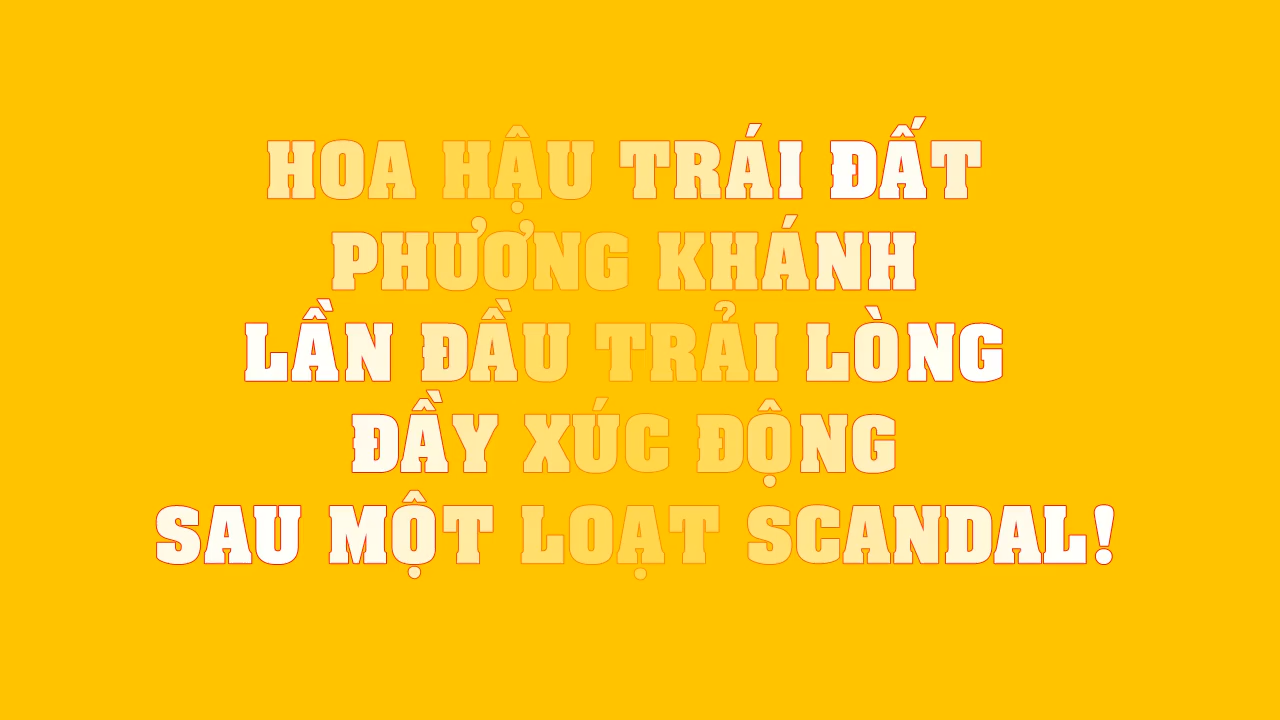 HOA HẬU TRÁI ĐẤT
PHƯƠNG KHÁNH
LẦN ĐẦU TRẢI LÒNG
ĐẦY XÚC ĐỘNG
SAU MỘT LOẠT SCANDAL!